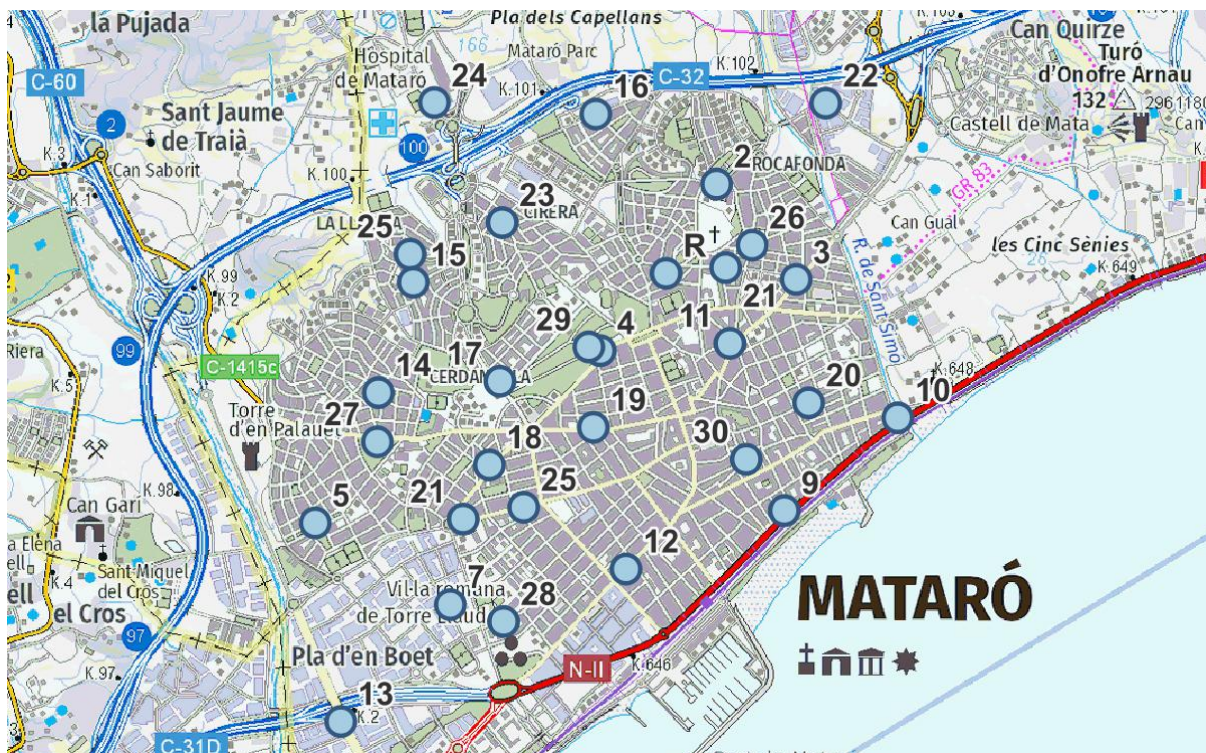 la Pujada
Pla dels Capellans
Can Quirze
Turó
d'Onofre Arnau
132
Hospital
de Mataró
166
Mataró Parc
K.102
C-32
22
C-60
24
K.101
16
Castell de Mata
2
Sant Jaume
de Traià
100
K.3
Can Saborit
K.100
2
ROCAFONDA
GR 83
K.1
23
CIRERA
26
Can Gual
25
15
R
3
les Cinc Sènies
26
K.649
K.99
K.2
21
R. de Sant Simó
29
4
11
99
Riera
C-1415c
17
14
CERDANYOLA
K.648
K.5
20
10
27
19
Torre
d'en Palauet
18
30
K.98
25
9
Can Garí
5
21
12
K.4
Sant Miquel
del Cros
7
Vil·la romana
28
MATARÓ
el Cros
97
Pla d'en Boet
N-II
K.646
K.97
13
K.2
C-31D